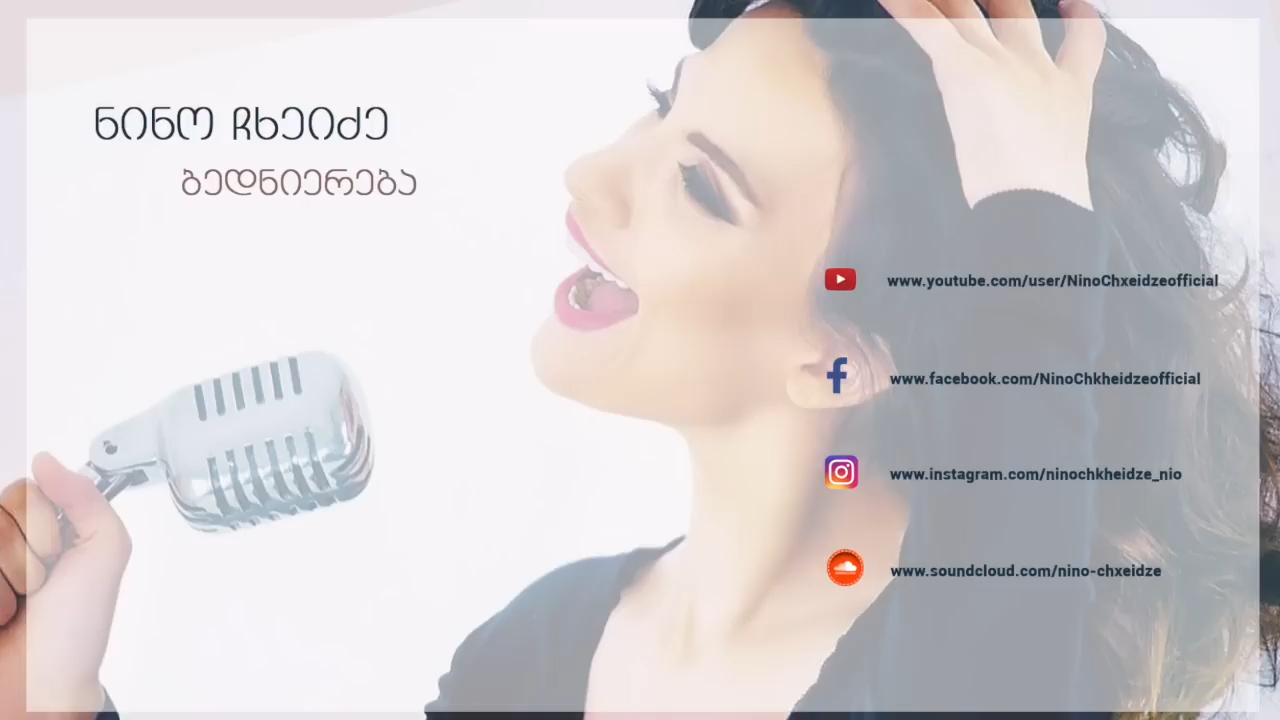 ნინო ჩხეიძე
ბედნიერება
www.youtube.com/user/NinoChxeidzeofficial
www.facebook.com/NinoChkheidzeofficial
www.instagram.com/ninochkheidze_nio
www.soundcloud.com/nino-chxeidze